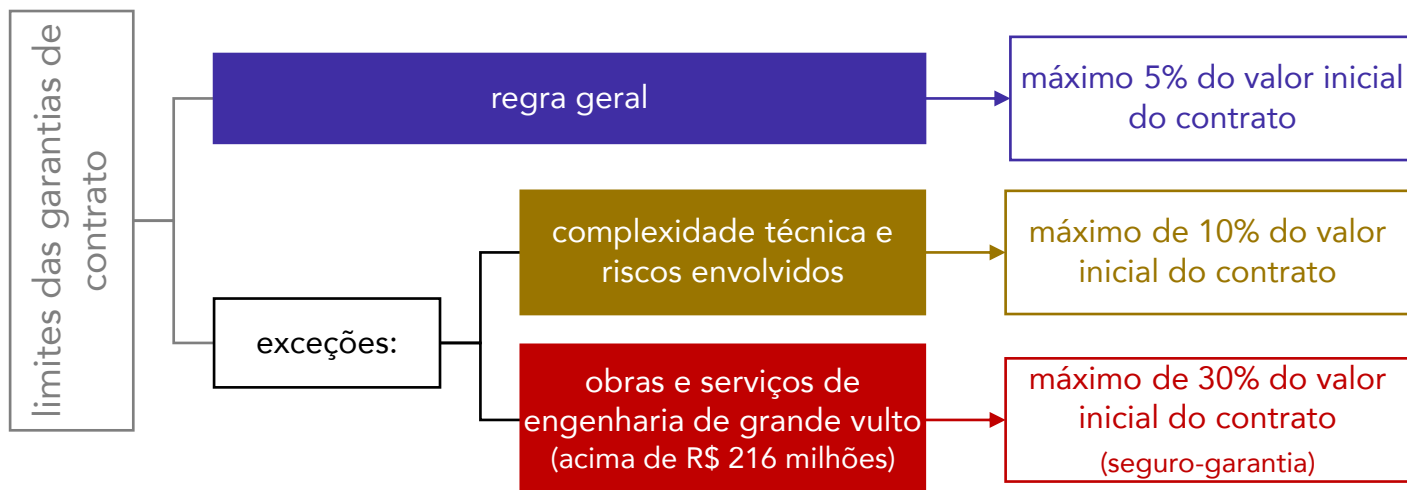 limites das garantias de
contrato
regra geral
máximo 5% do valor inicial
do contrato
exceções:
complexidade técnica e
riscos envolvidos
máximo de 10% do valor
inicial do contrato
obras e serviços de
engenharia de grande vulto
(acima de R$ 216 milhões)
máximo de 30% do valor
inicial do contrato
(seguro-garantia)